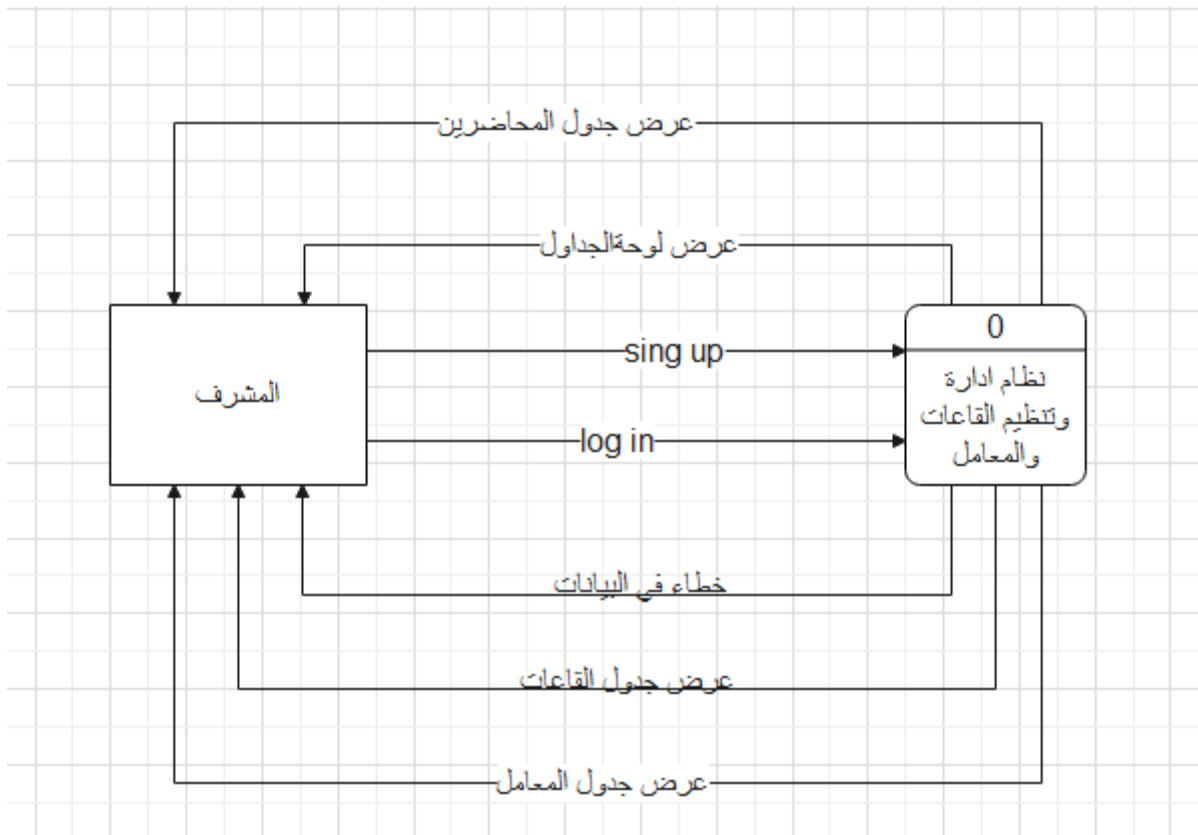 عرض جدول المحاضرين
عرض لوحةالجداول
0
sing up
نظام ادارة
وتنظيم القاعات
والمعامل
المشرف
log in
خطاء في البيانات
عرض جدول القاعات
عرض جدول المعامل